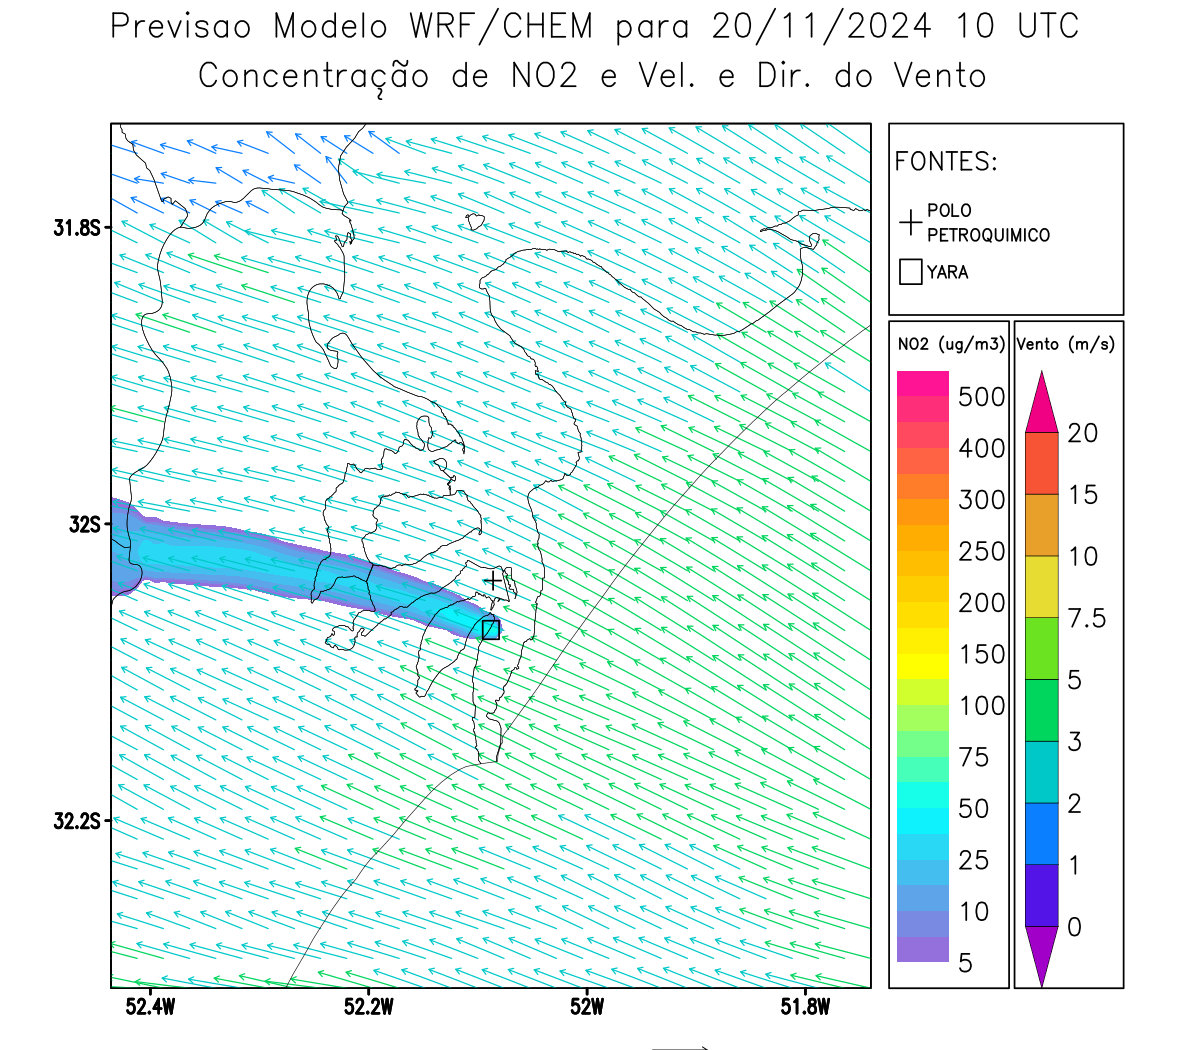 Previsao Modelo WRF/CHEM para 20/11/2024 10 UTC
Concentração de NO2 e Vel. e Dir. do Vento
FONTES:
POLO
PETROQUIMICO
YARA
31.8S
32S
32.2S
52.4W
52.2W
52W
51.8W
NO2 (ug/m3)
500
400
300
250
200
150
100
75
50
25
10
5
Vento (m/s)
20
15
10
7.5
5
3
2
1
0